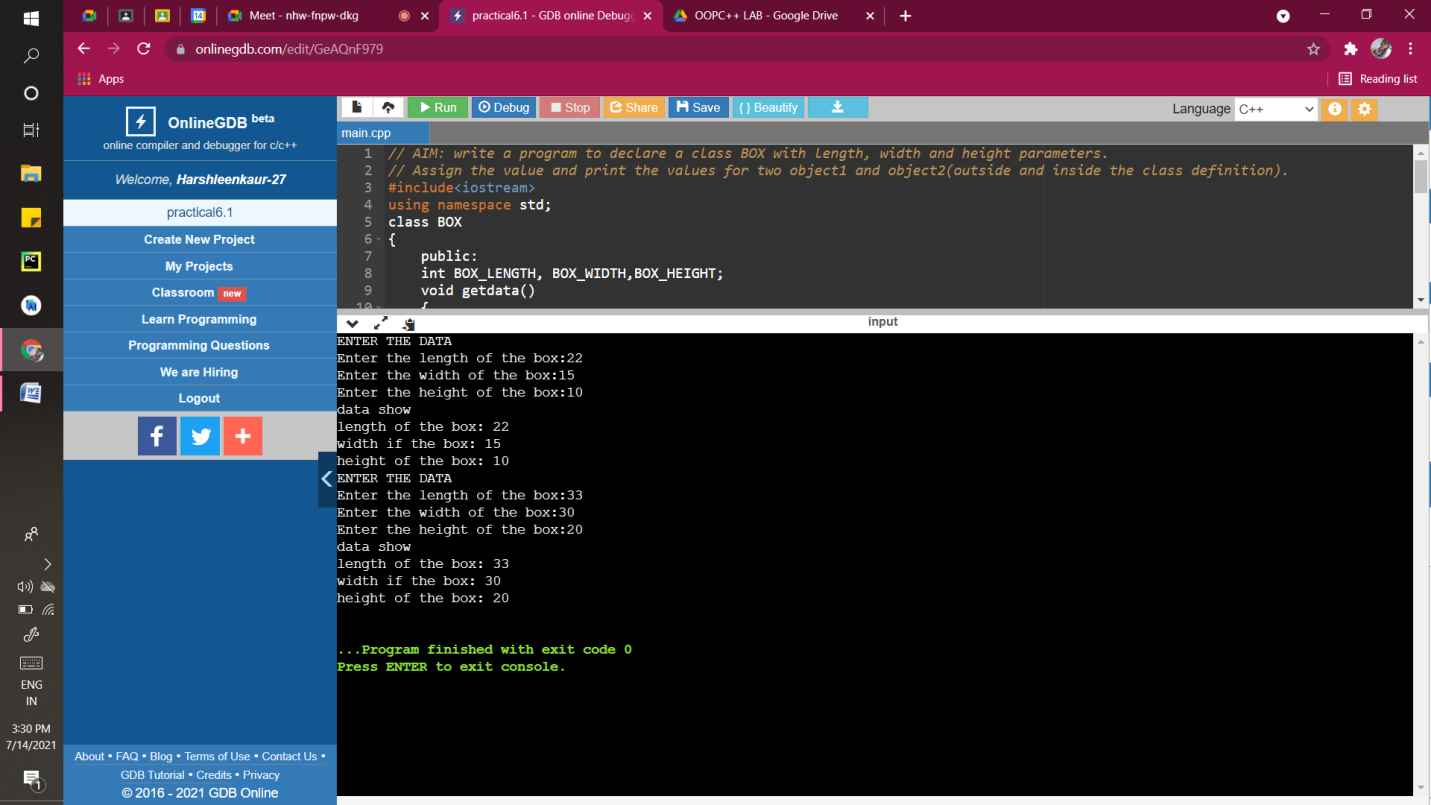 Meet - nhw-fnpw-dkg
practical6.1 - GDB online Debugg
OOPC++ LAB - Google Drive
onlinegdb.com/edit/GeAQnF979
Apps
Reading list
OnlineGDB beta
online compiler and debugger for c/c++
Welcome, Harshleenkaur-27
practical6.1
Create New Project
My Projects
Classroom new
Learn Programming
Programming Questions
We are Hiring
Logout
Run Debug Stop Share Save { } Beautify
Language C++
main.cpp
1 // AIM: write a program to declare a class BOX with length, width and height parameters.
2 // Assign the value and print the values for two object1 and object2(outside and inside the class definition).
3 #include<iostream>
4 using namespace std;
5 class BOX
6 {
7 public:
8 int BOX_LENGTH, BOX_WIDTH,BOX_HEIGHT;
9 void getdata()
10 {
input
ENTER THE DATA
Enter the length of the box:22
Enter the width of the box:15
Enter the height of the box:10
data show
length of the box: 22
width if the box: 15
height of the box: 10
ENTER THE DATA
Enter the length of the box:33
Enter the width of the box:30
Enter the height of the box:20
data show
length of the box: 33
width if the box: 30
height of the box: 20
...Program finished with exit code 0
Press ENTER to exit console.
About • FAQ • Blog • Terms of Use • Contact Us •
GDB Tutorial • Credits • Privacy
© 2016 - 2021 GDB Online
14
PC
ENG
IN
3:30 PM
7/14/2021
1